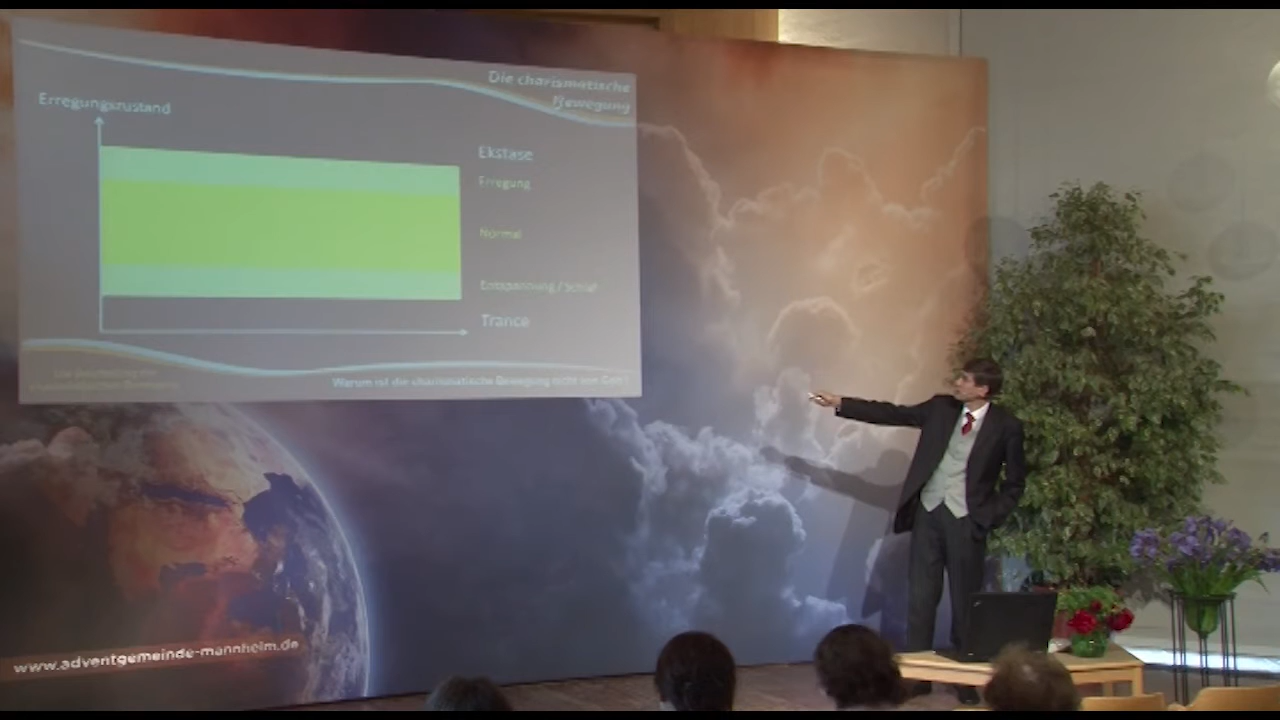 Die charismatische
Bewegung
Erregungszustand
Ekstase
Erregung
Normal
Entspannung / Schlaf
Trance
Warum ist die charismatische Bewegung nicht von Gott?
www.adventgemeinde-mannheim.de